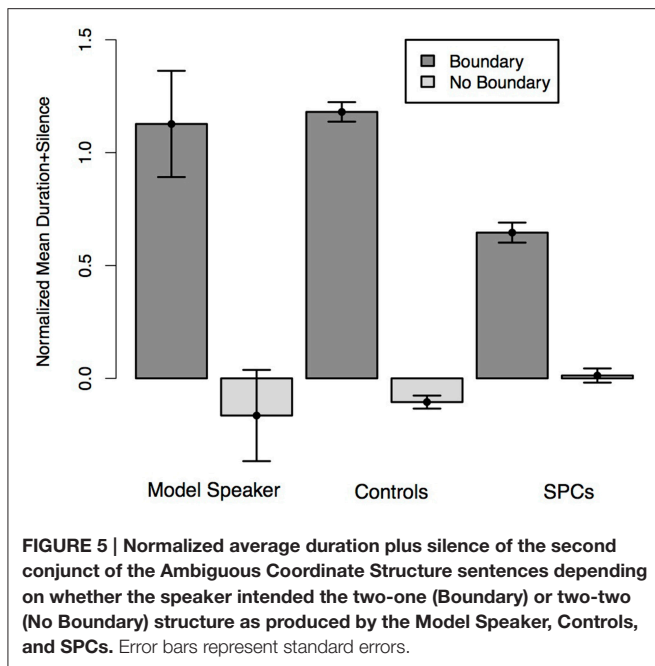 1.5
1.0
0.5
0.0
Normalized Mean Duration+Silence
Boundary
No Boundary
Model Speaker
Controls
SPCs
FIGURE 5 | Normalized average duration plus silence of the second
conjunct of the Ambiguous Coordinate Structure sentences depending
on whether the speaker intended the two-one (Boundary) or two-two
(No Boundary) structure as produced by the Model Speaker, Controls,
and SPCs. Error bars represent standard errors.